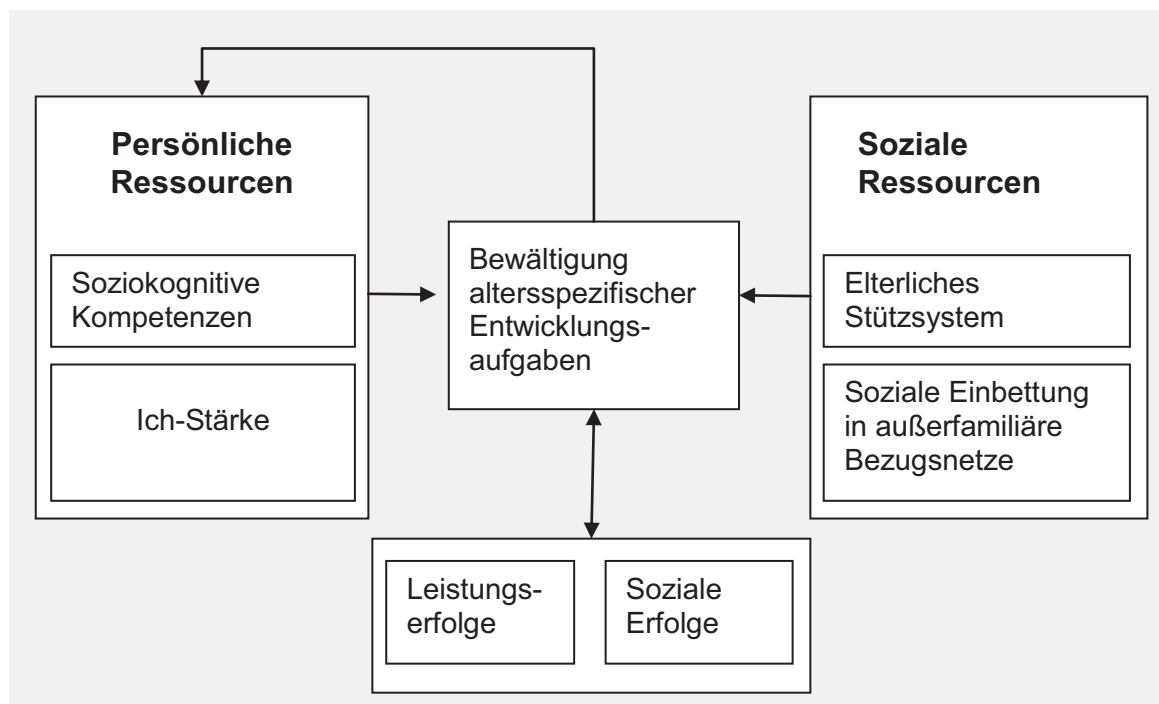 Persönliche
Ressourcen
Soziokognitive
Kompetenzen
Ich-Stärke
Bewältigung
altersspezifischer
Entwicklungs-
aufgaben
Soziale
Ressourcen
Elterliches
Stützsystem
Soziale Einbettung
in außerfamiliäre
Bezugsnetze
Leistungs-
erfolge
Soziale
Erfolge